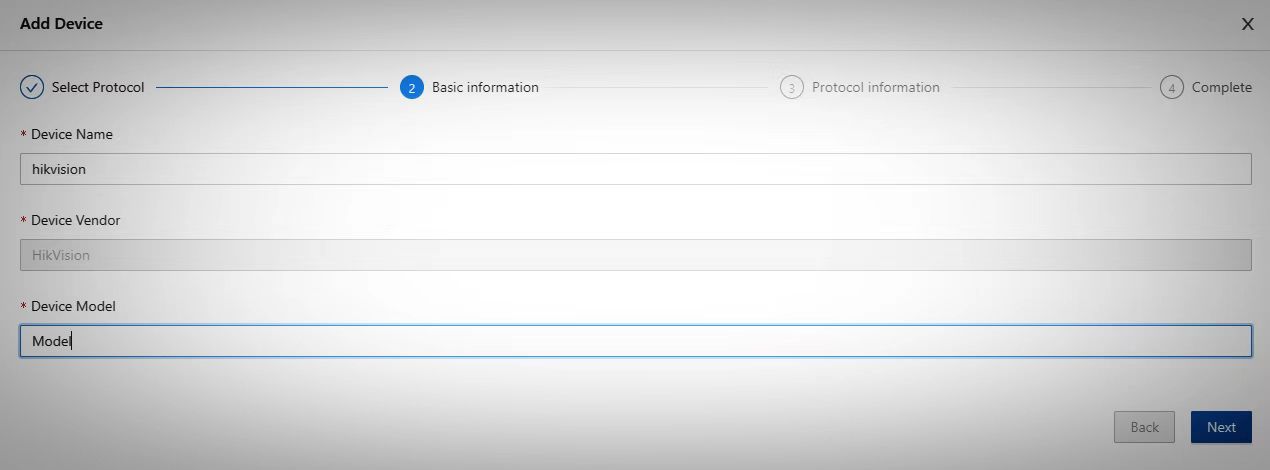 Add Device X
Select Protocol 2 Basic information 3 Protocol information 4 Complete
* Device Name
hikvision
* Device Vendor
HikVision
* Device Model
Model
Back Next